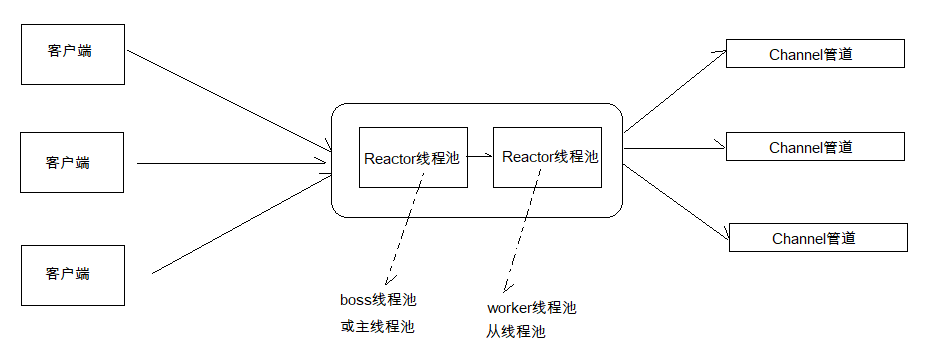 客户端
客户端
客户端
Reactor线程池
Reactor线程池
boss线程池
或主线程池
worker线程池
从线程池
Channel管道
Channel管道
Channel管道